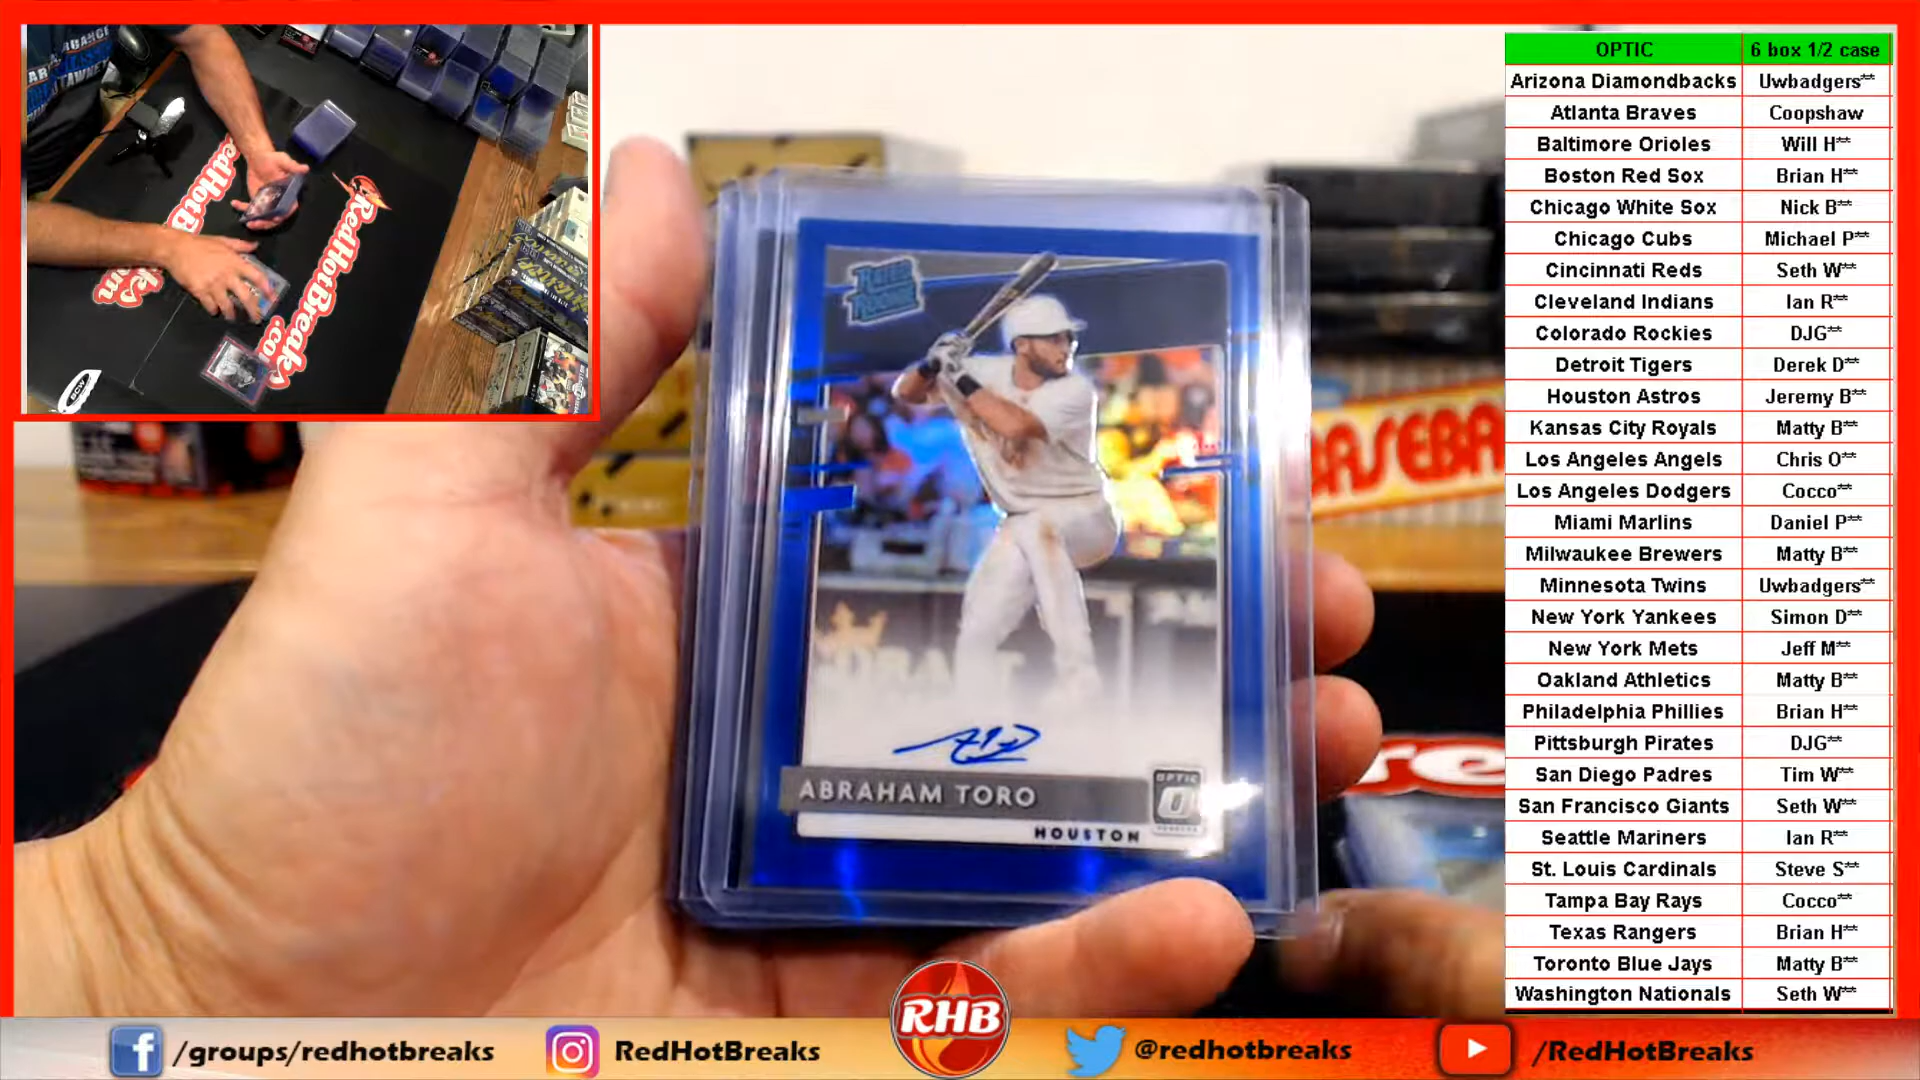 OPTIC 6 box 1/2 case
Arizona Diamondbacks Uwbadgers**
Atlanta Braves Coopshaw
Baltimore Orioles Will H**
Boston Red Sox Brian H**
Chicago White Sox Nick B**
Chicago Cubs Michael P**
Cincinnati Reds Seth W**
Cleveland Indians Ian R**
Colorado Rockies DJG**
Detroit Tigers Derek D**
Houston Astros Jeremy B**
Kansas City Royals Matty B**
Los Angeles Angels Chris O**
Los Angeles Dodgers Cocco**
Miami Marlins Daniel P**
Milwaukee Brewers Matty B**
Minnesota Twins Uwbadgers**
New York Yankees Simon D**
New York Mets Jeff M**
Oakland Athletics Matty B**
Philadelphia Phillies Brian H**
Pittsburgh Pirates DJG**
San Diego Padres Tim W**
San Francisco Giants Seth W**
Seattle Mariners Ian R**
St. Louis Cardinals Steve S**
Tampa Bay Rays Cocco**
Texas Rangers Brian H**
Toronto Blue Jays Matty B**
Washington Nationals Seth W**
RedHotBreaks
.com
BCW
RATED
ROOKIE
BASEBA
DRAFT
ABRAHAM TORO
OPTIC
HOUSTON
re
RHB
/groups/redhotbreaks
RedHotBreaks
@redhotbreaks
/RedHotBreaks